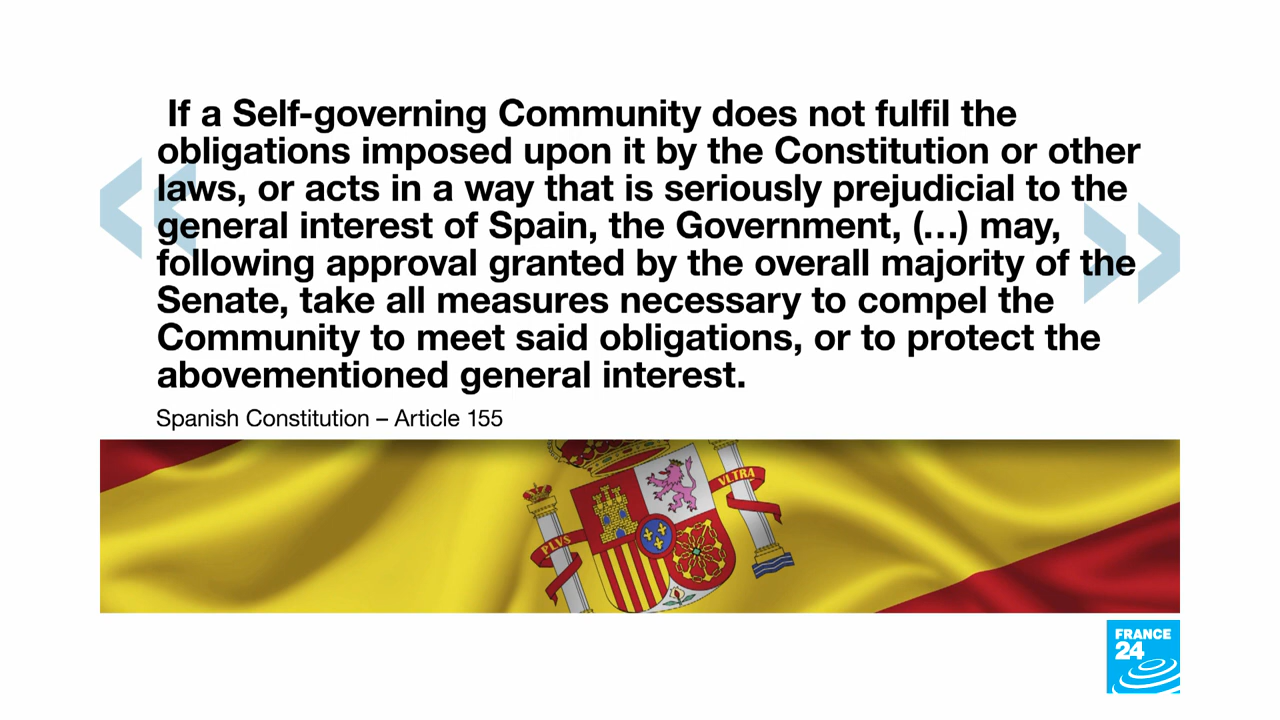 If a Self-governing Community does not fulfil the
obligations imposed upon it by the Constitution or other
laws, or acts in a way that is seriously prejudicial to the
general interest of Spain, the Government, (…) may,
following approval granted by the overall majority of the
Senate, take all measures necessary to compel the
Community to meet said obligations, or to protect the
abovementioned general interest.
Spanish Constitution – Article 155
PLVS
VLTRA
FRANCE
24